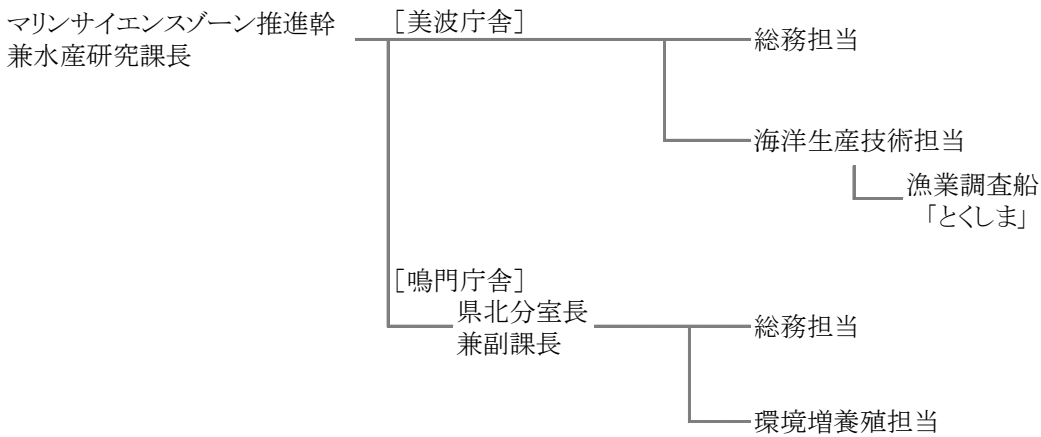 マリンサイエンスゾーン推進幹
兼水産研究課長
［美波庁舎］
総務担当
海洋生産技術担当
漁業調査船
「とくしま」
［鳴門庁舎］
県北分室長
兼副課長
総務担当
環境増養殖担当